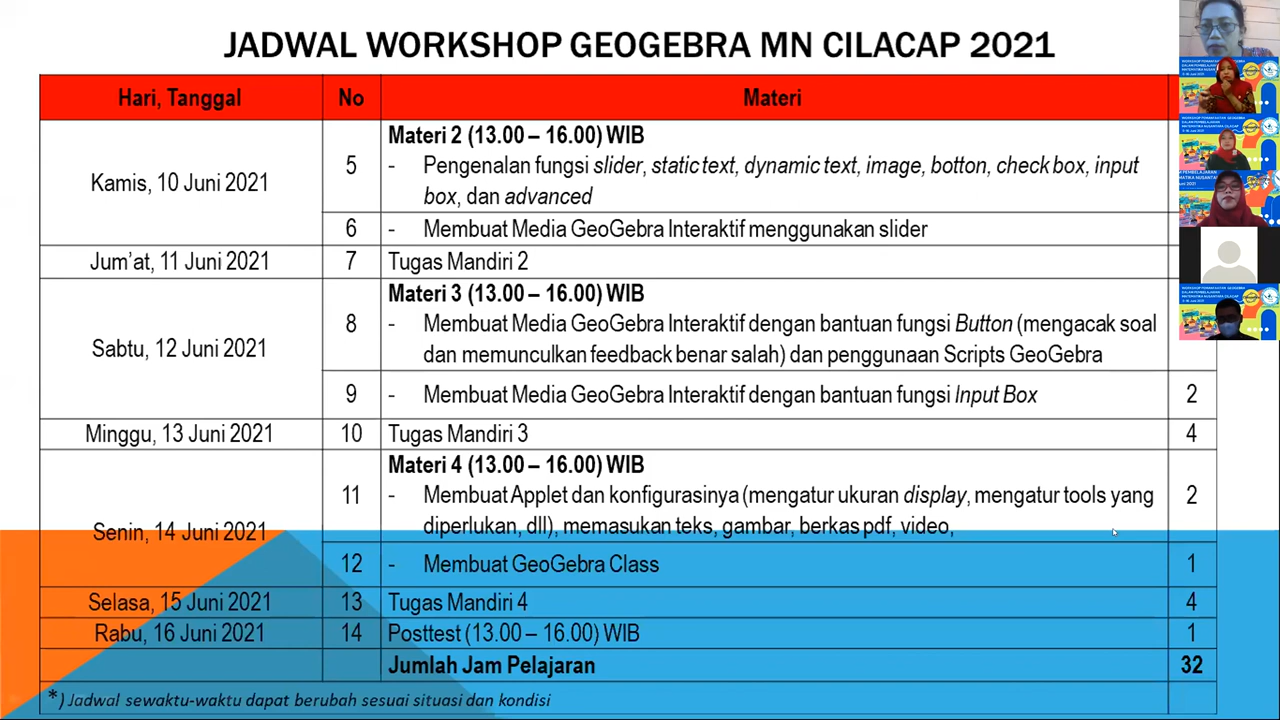 JADWAL WORKSHOP GEOGEBRA MN CILACAP 2021
Hari, Tanggal No Materi
Kamis, 10 Juni 2021
Materi 2 (13.00 – 16.00) WIB
5 - Pengenalan fungsi slider, static text, dynamic text, image, botton, check box, input
box, dan advanced
6 - Membuat Media GeoGebra Interaktif menggunakan slider
Jum'at, 11 Juni 2021 7 Tugas Mandiri 2
Sabtu, 12 Juni 2021
Materi 3 (13.00 – 16.00) WIB
8 - Membuat Media GeoGebra Interaktif dengan bantuan fungsi Button (mengacak soal
dan memunculkan feedback benar salah) dan penggunaan Scripts GeoGebra
9 - Membuat Media GeoGebra Interaktif dengan bantuan fungsi Input Box 2
Minggu, 13 Juni 2021 10 Tugas Mandiri 3 4
Senin, 14 Juni 2021
Materi 4 (13.00 – 16.00) WIB
11 - Membuat Applet dan konfigurasinya (mengatur ukuran display, mengatur tools yang 2
diperlukan, dll), memasukan teks, gambar, berkas pdf, video,
12 - Membuat GeoGebra Class 1
Selasa, 15 Juni 2021 13 Tugas Mandiri 4 4
Rabu, 16 Juni 2021 14 Posttest (13.00 – 16.00) WIB 1
Jumlah Jam Pelajaran 32
*) Jadwal sewaktu-waktu dapat berubah sesuai situasi dan kondisi